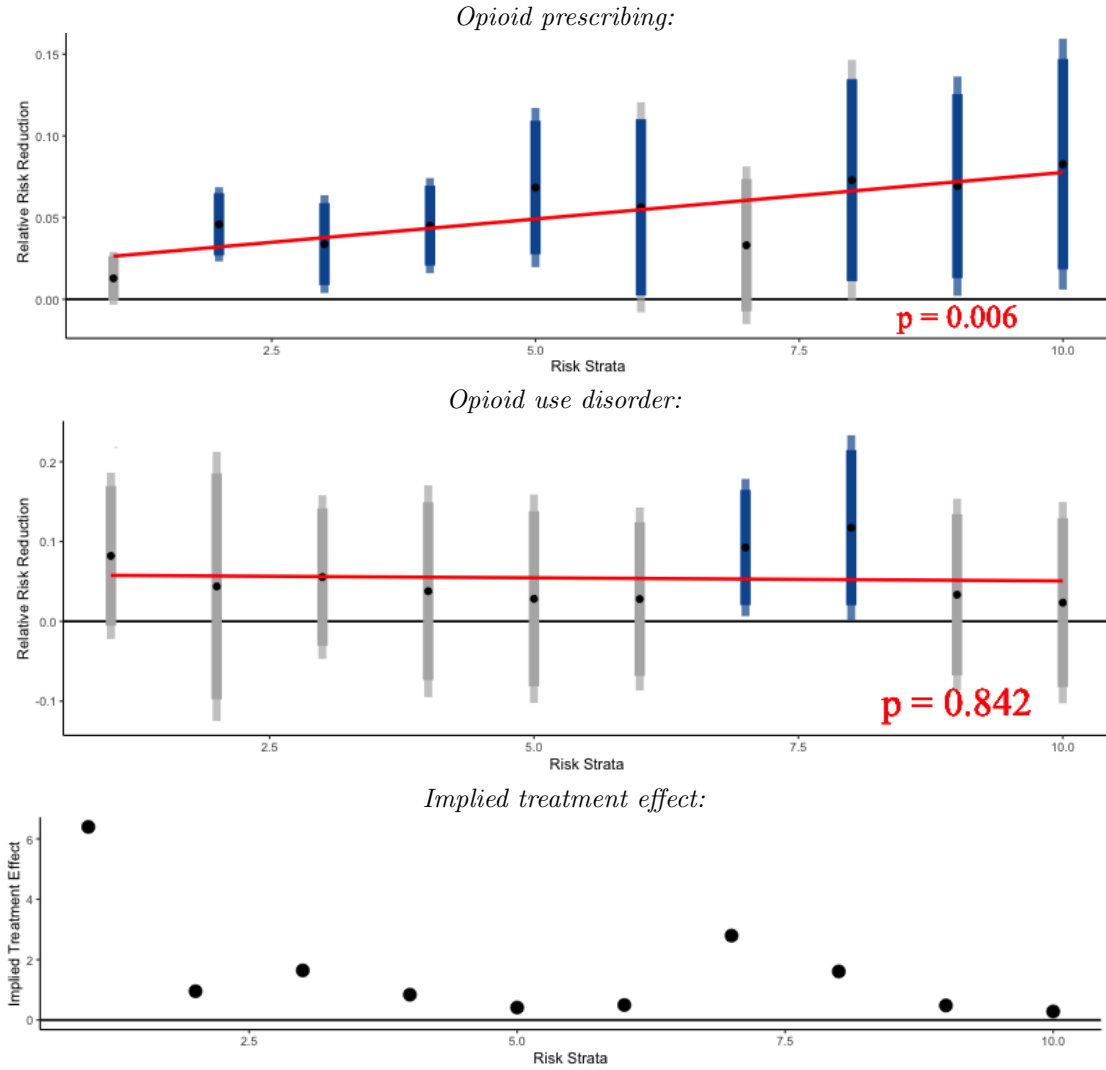 Opioid prescribing:
Relative Risk Reduction
0.15
0.10
0.05
0.00
p = 0.006
2.5 5.0 7.5 10.0
Risk Strata
Opioid use disorder:
Relative Risk Reduction
0.2
0.1
0.0
-0.1
p = 0.842
2.5 5.0 7.5 10.0
Risk Strata
Implied treatment effect:
Implied Treatment Effect
6
4
2
0
2.5 5.0 7.5 10.0
Risk Strata